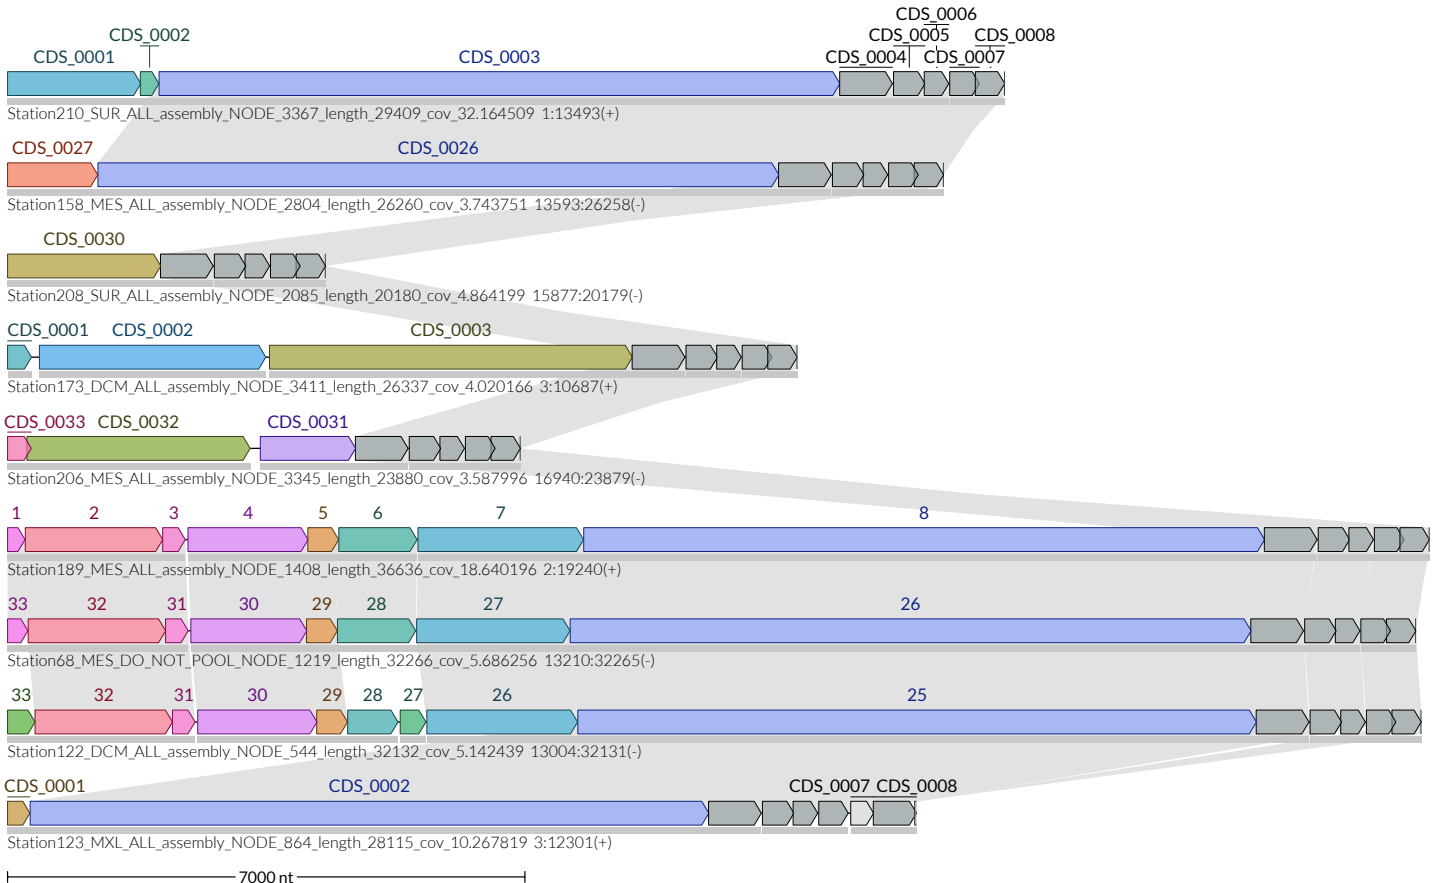 CDS_0006
CDS_0002 CDS_0005 CDS_0008
CDS_0001 CDS_0003 CDS_0004 CDS_0007
Station210_SUR_ALL_assembly_NODE_3367_length_29409_cov_32.164509 1:13493(+)
CDS_0027 CDS_0026
Station158_MES_ALL_assembly_NODE_2804_length_26260_cov_3.743751 13593:26258(-)
CDS_0030
Station208_SUR_ALL_assembly_NODE_2085_length_20180_cov_4.864199 15877:20179(-)
CDS_0001 CDS_0002 CDS_0003
Station173_DCM_ALL_assembly_NODE_3411_length_26337_cov_4.020166 3:10687(+)
CDS_0033 CDS_0032 CDS_0031
Station206_MES_ALL_assembly_NODE_3345_length_23880_cov_3.587996 16940:23879(-)
1 2 3 4 5 6 7 8
Station189_MES_ALL_assembly_NODE_1408_length_36636_cov_18.640196 2:19240(+)
33 32 31 30 29 28 27 26
Station68_MES_DO_NOT_POOL_NODE_1219_length_32266_cov_5.686256 13210:32265(-)
33 32 31 30 29 28 27 26 25
Station122_DCM_ALL_assembly_NODE_544_length_32132_cov_5.142439 13004:32131(-)
CDS_0001 CDS_0002 CDS_0007 CDS_0008
Station123_MXL_ALL_assembly_NODE_864_length_28115_cov_10.267819 3:12301(+)
7000 nt